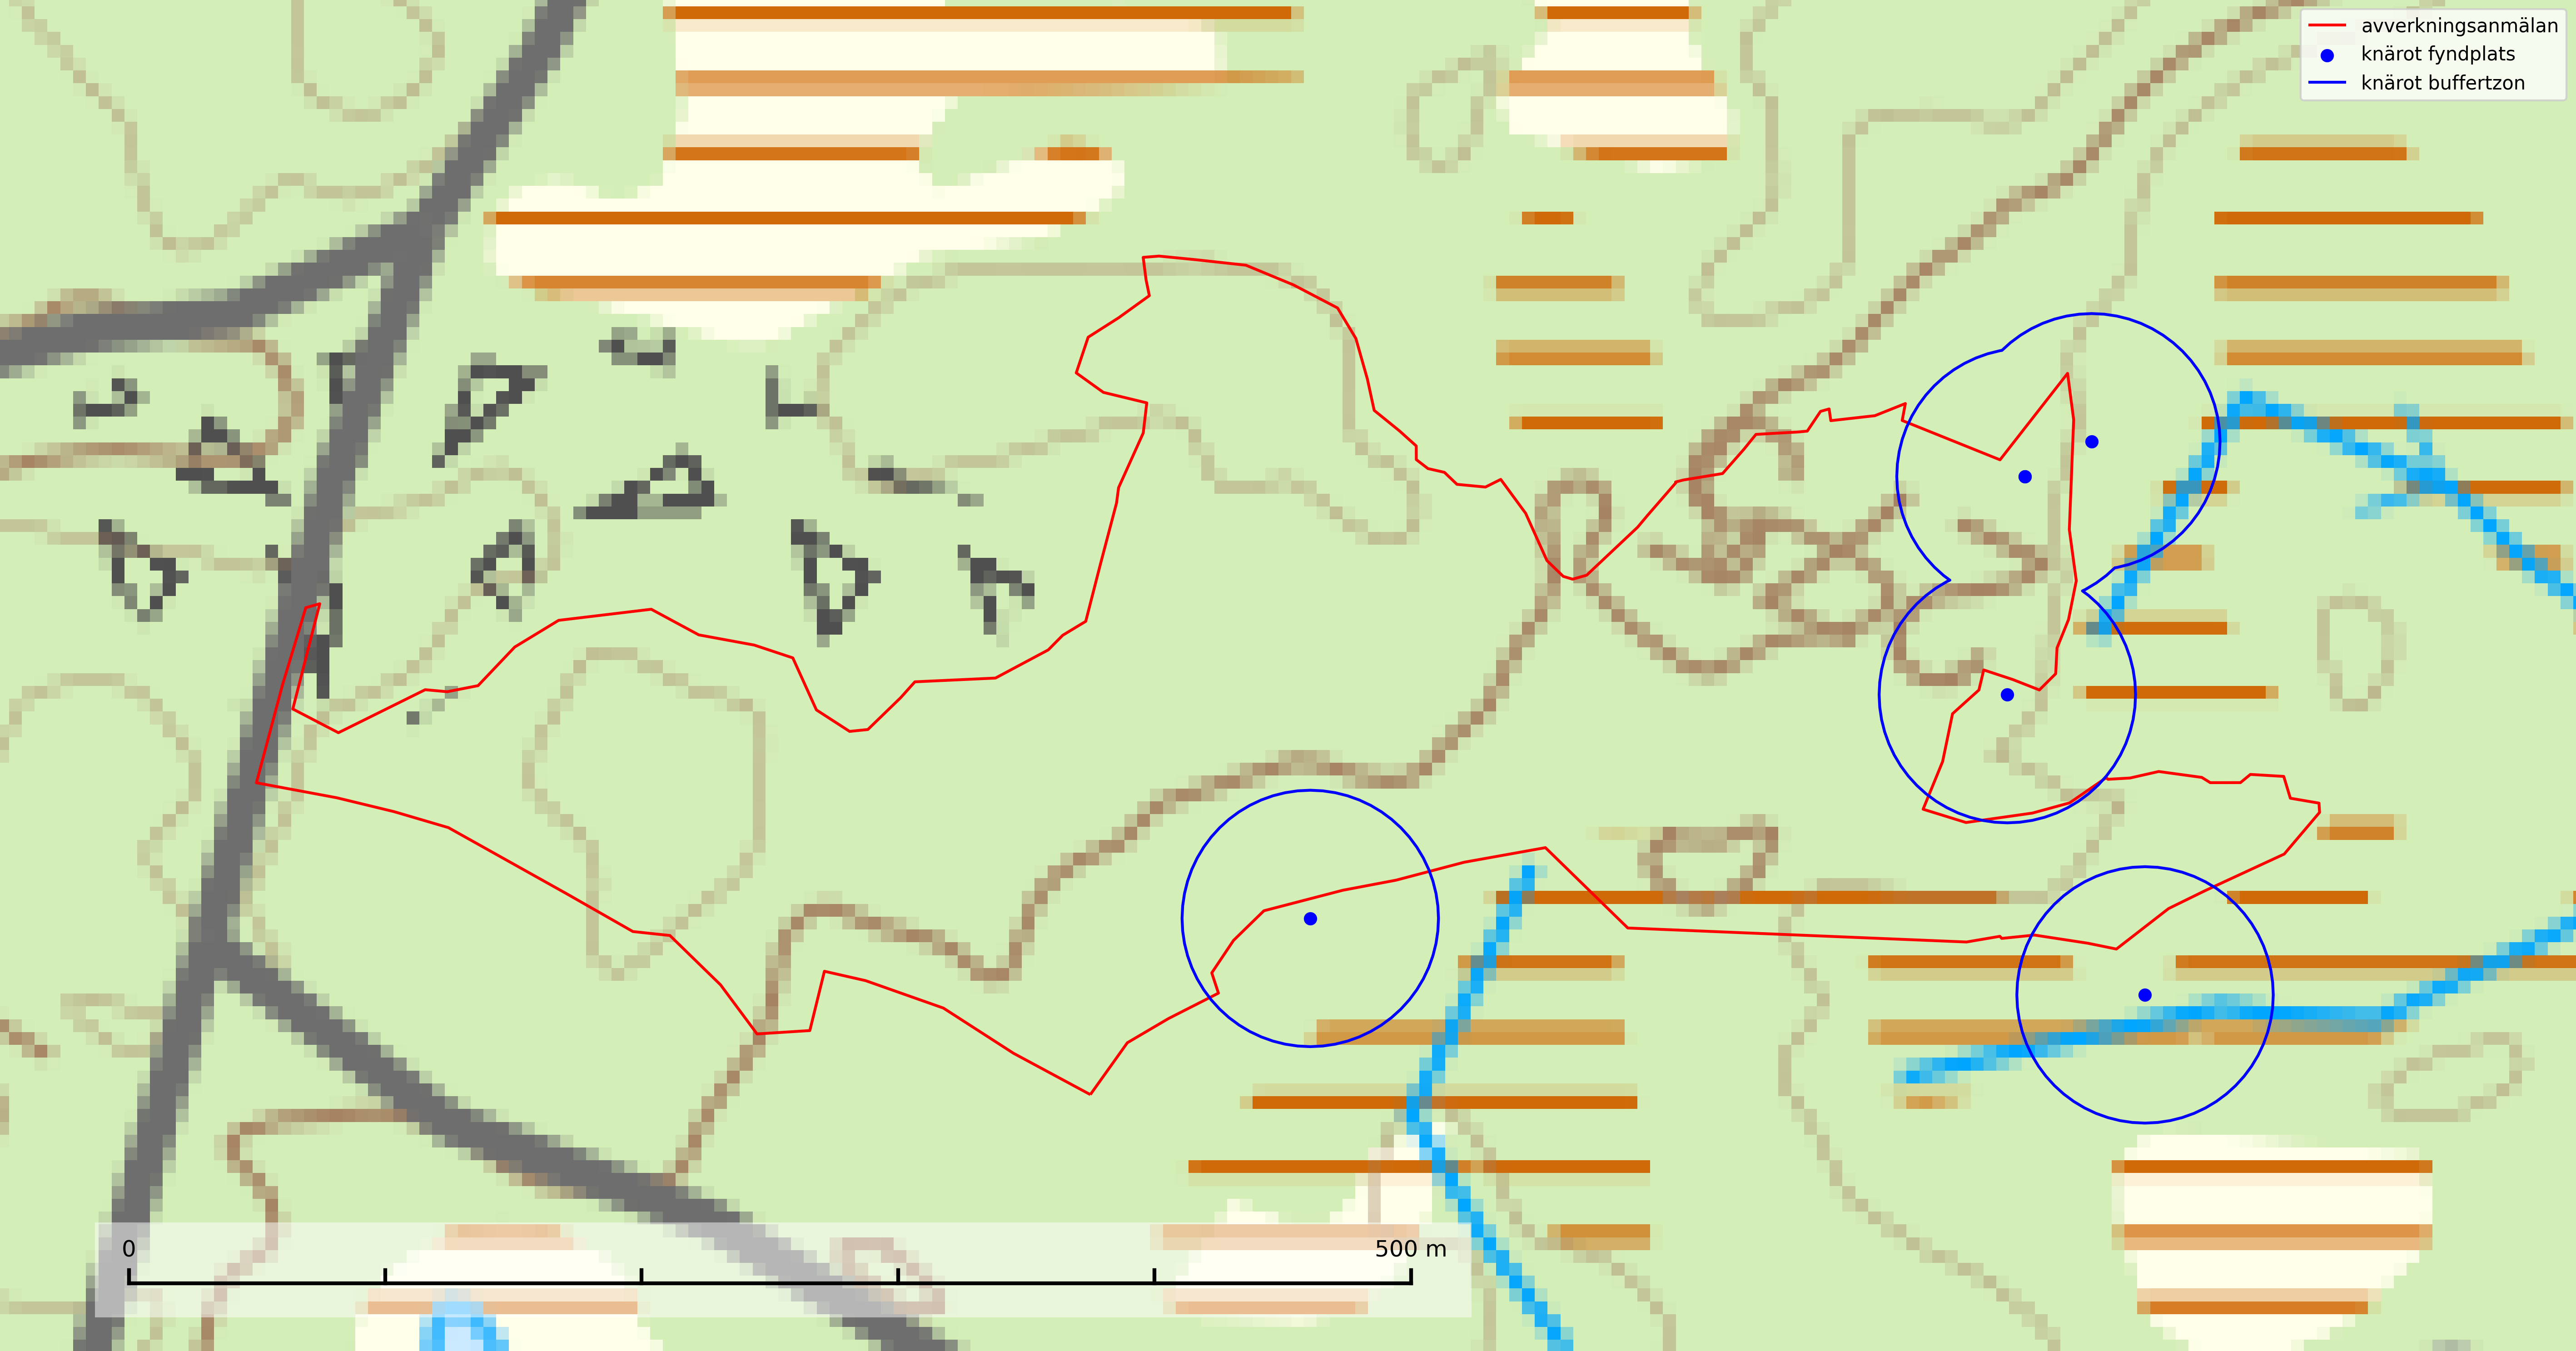 avverkningsanmälan
knärot fyndplats
knärot buffertzon
0
500 m